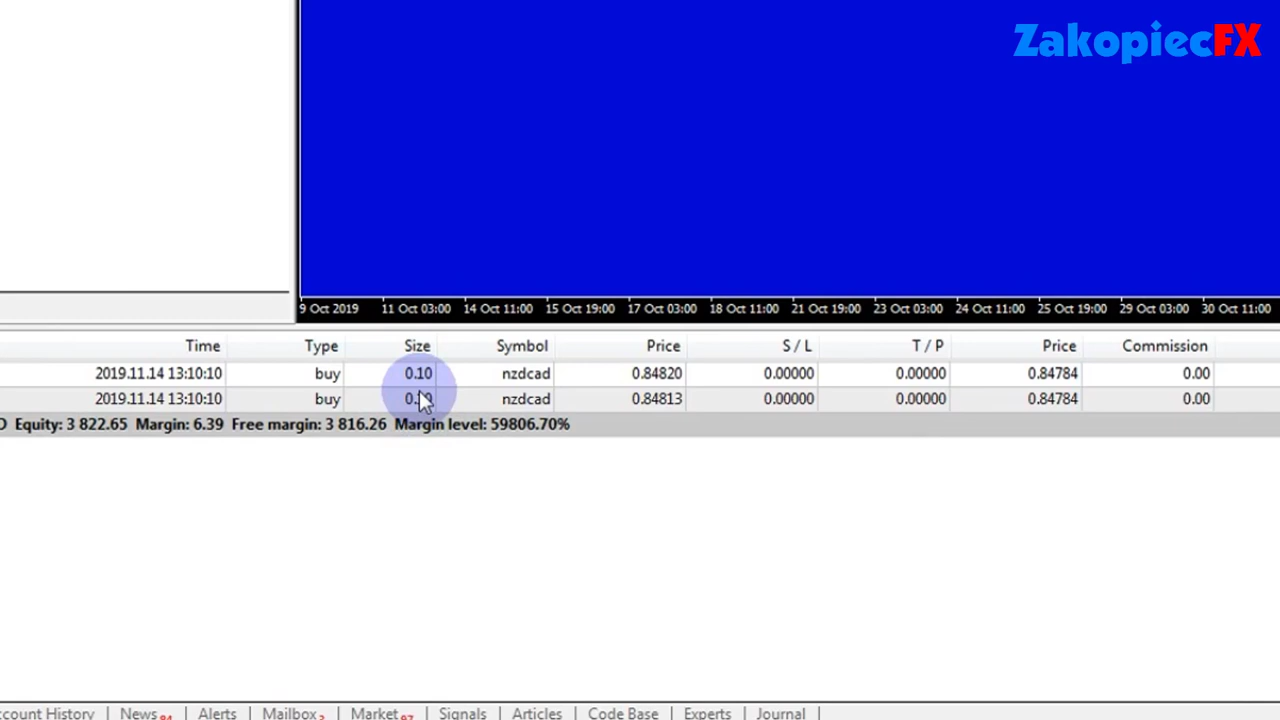 ZakopiecFX
9 Oct 2019 11 Oct 03:00 14 Oct 11:00 15 Oct 19:00 17 Oct 03:00 18 Oct 11:00 21 Oct 19:00 23 Oct 03:00 24 Oct 11:00 25 Oct 19:00 29 Oct 03:00 30 Oct 11:00
Time Type Size Symbol Price S / L T / P Price Commission
2019.11.14 13:10:10 buy 0.10 nzdcad 0.84820 0.00000 0.00000 0.84784 0.00
2019.11.14 13:10:10 buy nzdcad 0.84813 0.00000 0.00000 0.84784 0.00
Equity: 3 822.65 Margin: 6.39 Free margin: 3 816.26 Margin level: 59806.70%
count History | News | Alerts | Mailbox | Market | Signals | Articles | Code Base | Experts | Journal |